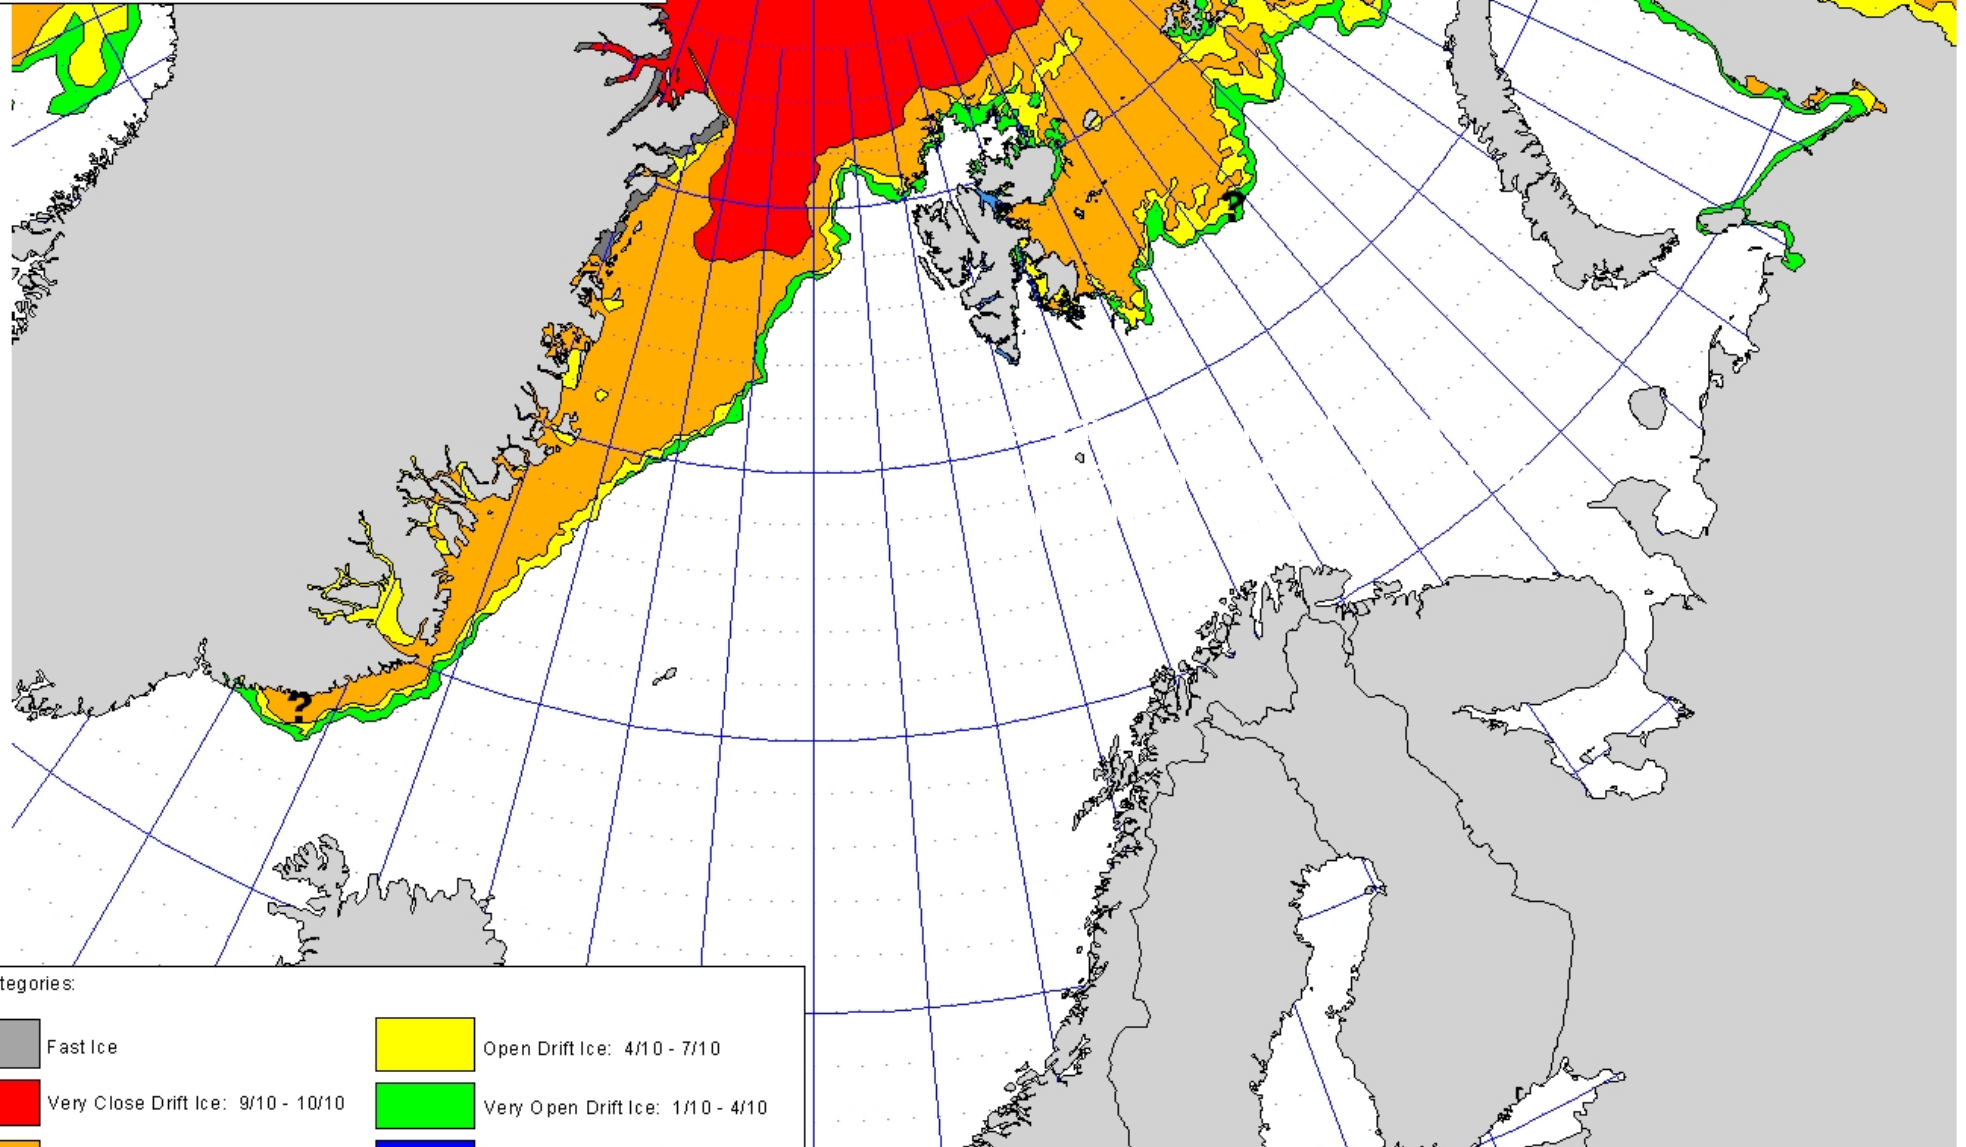 ?
?
tegories:
Fast Ice
Open Drift Ice: 4/10 - 7/10
Very Close Drift Ice: 9/10 - 10/10
Very Open Drift Ice: 1/10 - 4/10